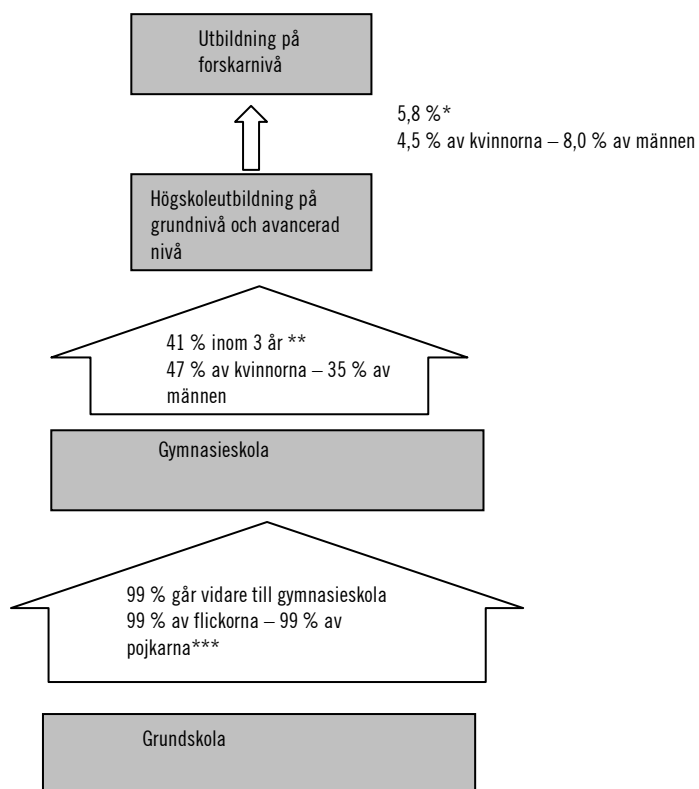 Utbildning på
forskarnivå
5,8 %*
4,5 % av kvinnorna – 8,0 % av männen
Högskoleutbildning på
grundnivå och avancerad
nivå
41 % inom 3 år **
47 % av kvinnorna – 35 % av
männen
Gymnasieskola
99 % går vidare till gymnasieskola
99 % av flickorna – 99 % av
pojkarna***
Grundskola